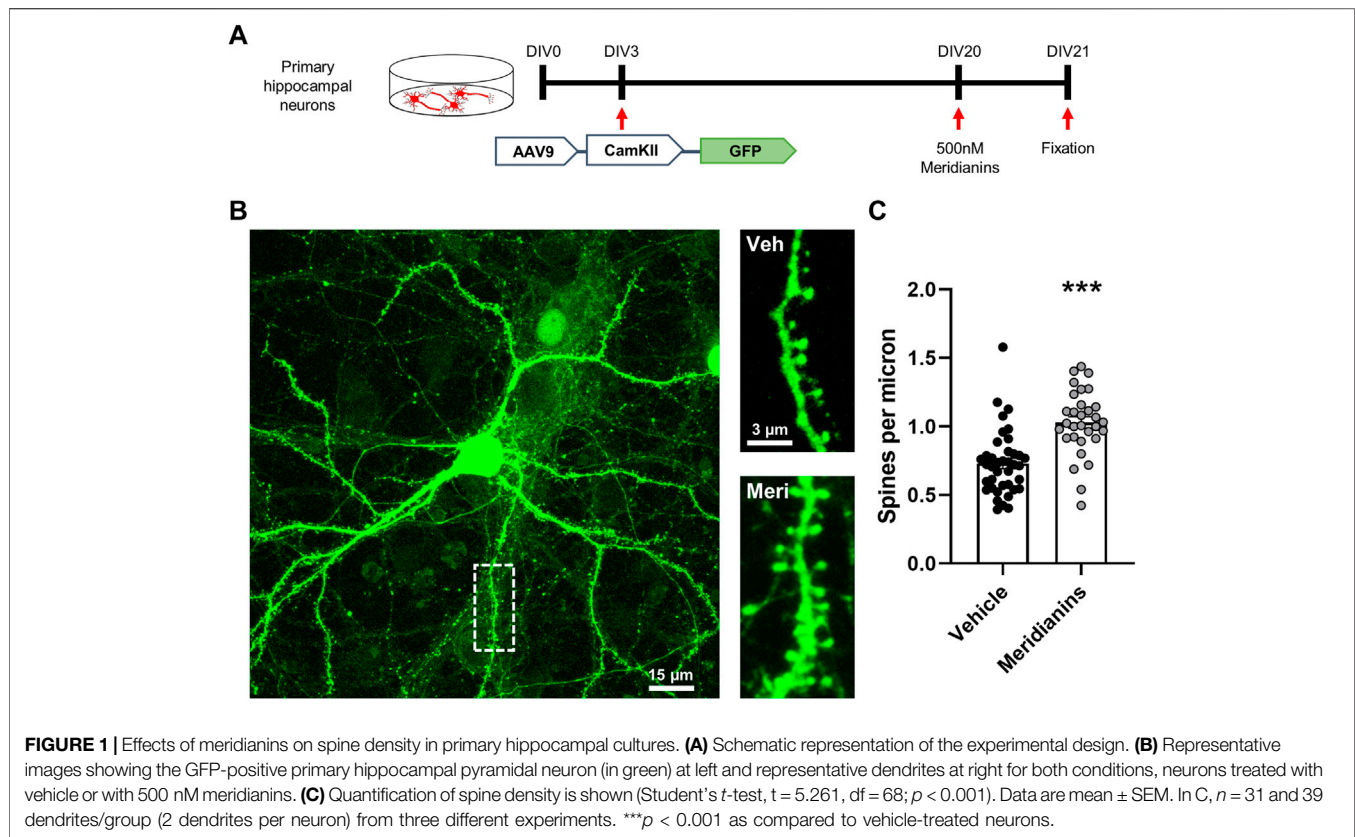 A
Primary
hippocampal
neurons
DIV0
DIV3
DIV20
DIV21
AAV9
CamKII
GFP
500nM
Meridianins
Fixation
B
15 µm
Veh
3 µm
Meri
C
Spines per micron
2.0
1.5
1.0
0.5
0.0
***
Vehicle
Meridianins
FIGURE 1 | Effects of meridianins on spine density in primary hippocampal cultures. (A) Schematic representation of the experimental design. (B) Representative
images showing the GFP-positive primary hippocampal pyramidal neuron (in green) at left and representative dendrites at right for both conditions, neurons treated with
vehicle or with 500 nM meridianins. (C) Quantification of spine density is shown (Student's t-test, t = 5.261, df = 68; p < 0.001). Data are mean ± SEM. In C, n = 31 and 39
dendrites/group (2 dendrites per neuron) from three different experiments. ***p < 0.001 as compared to vehicle-treated neurons.